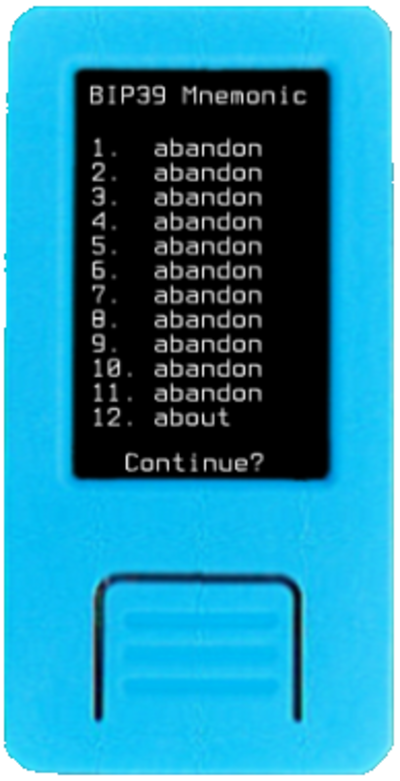 BIP39 Mnemonic
1. abandon
2. abandon
3. abandon
4. abandon
5. abandon
6. abandon
7. abandon
8. abandon
9. abandon
10. abandon
11. abandon
12. about
Continue?